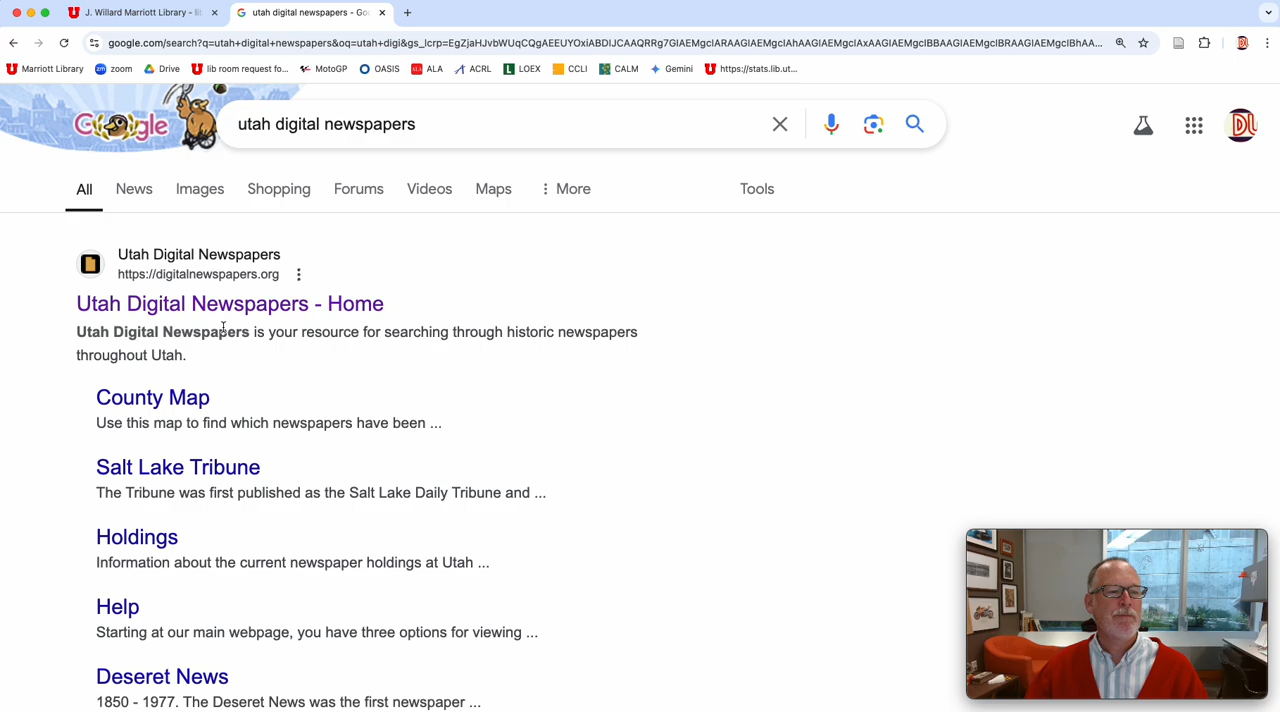 J. Willard Marriott Library - lib
utah digital newspapers - Goo
google.com/search?q=utah+digital+newspapers&oq=utah+digi&gs_lcrp=EgZjaHJvbWUqCQgAEEUYOxiABDIJCAAQRRg7GIAEMgcIARAAGIAEMgcIAhAAGIAEMgcIAxAAGIAEMgcIBBAAGIAEMgcIBRAAGIAEMgcIBhAA...
Marriott Library zoom Drive lib room request fo... MotoGP OASIS ALA ACRL LOEX CCLI CALM Gemini https://stats.lib.ut...
Google
utah digital newspapers
All News Images Shopping Forums Videos Maps More Tools
Utah Digital Newspapers
https://digitalnewspapers.org
Utah Digital Newspapers - Home
Utah Digital Newspapers is your resource for searching through historic newspapers
throughout Utah.
County Map
Use this map to find which newspapers have been ...
Salt Lake Tribune
The Tribune was first published as the Salt Lake Daily Tribune and ...
Holdings
Information about the current newspaper holdings at Utah ...
Help
Starting at our main webpage, you have three options for viewing ...
Deseret News
1850 - 1977. The Deseret News was the first newspaper ...